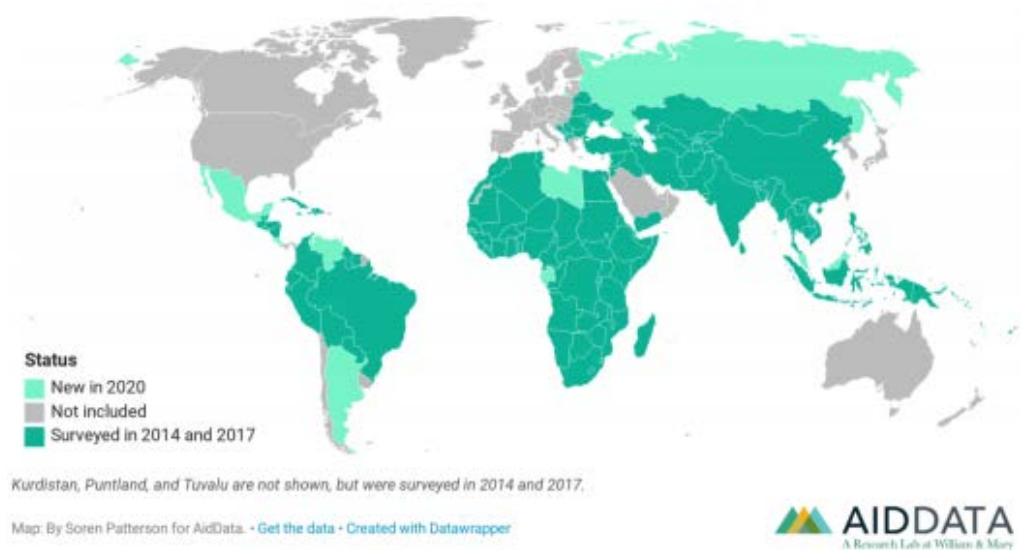 Status
New in 2020
Not included
Surveyed in 2014 and 2017
Kurdistan, Puntland, and Tuvalu are not shown, but were surveyed in 2014 and 2017.
Map: By Soren Patterson for AidData. • Get the data • Created with Datawrapper
AIDDATA
A Research Lab at William & Mary